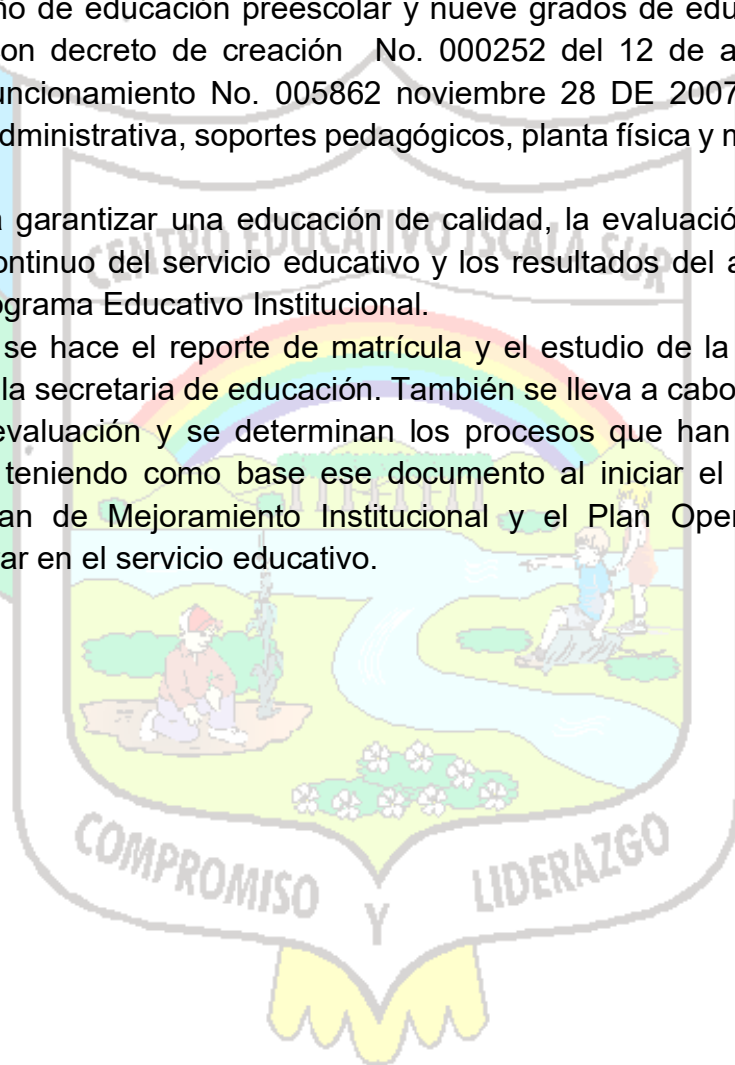 ño de educación preescolar y nueve grados de edu
on decreto de creación No. 000252 del 12 de a
uncionamiento No. 005862 noviembre 28 DE 2007
dministrativa, soportes pedagógicos, planta física y m
garantizar una educación de calidad, la evaluació
ontinuo del servicio educativo y los resultados del a
ograma Educativo Institucional.
se hace el reporte de matrícula y el estudio de la
la secretaria de educación. También se lleva a cabo
evaluación y se determinan los procesos que han
teniendo como base ese documento al iniciar el
an de Mejoramiento Institucional y el Plan Oper
ar en el servicio educativo.
CENTRO EDUCATIVO ISCALA SUR
COMPROMISO
Y
LIDERAZGO